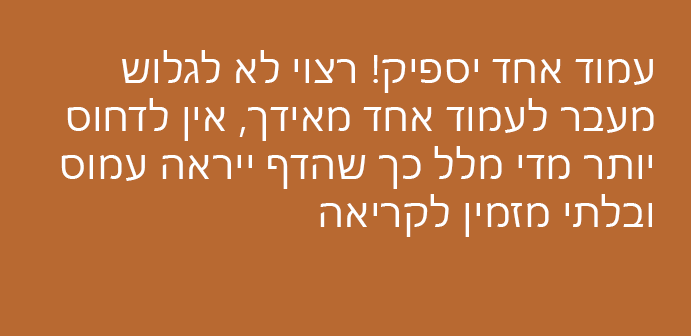 עמוד אחד יספיק! רצוי לא לגלוש
מעבר לעמוד אחד מאידך, אין לדחוס
יותר מדי מלל כך שהדף ייראה עמוס
ובלתי מזמין לקריאה